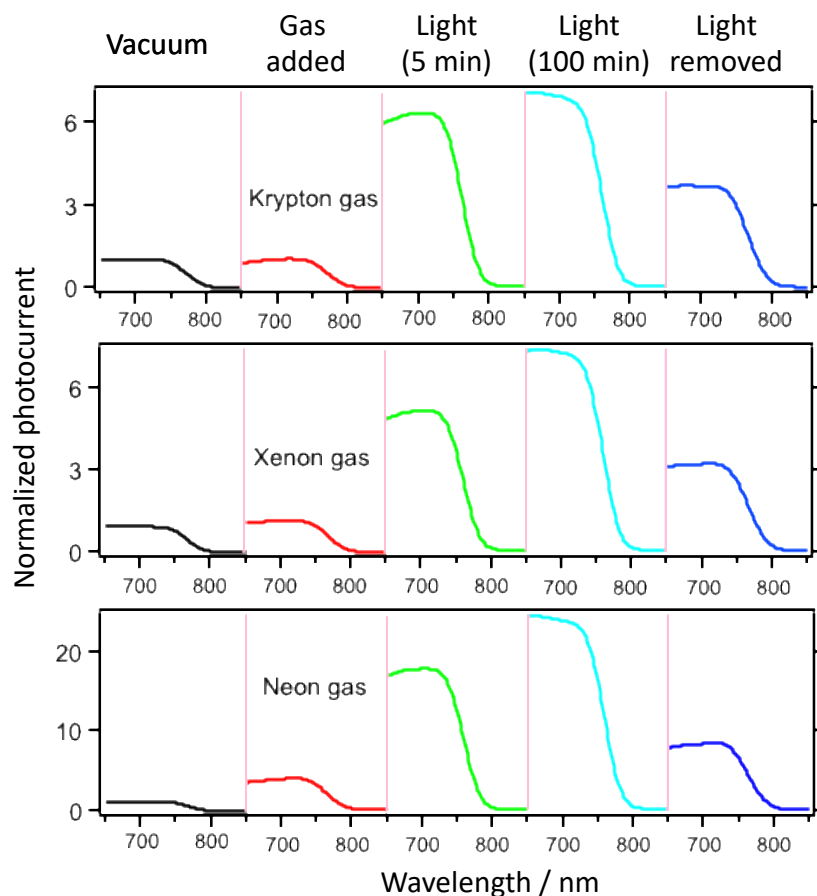 Vacuum
Gas
added
Light
(5 min)
Light
(100 min)
Light
removed
Normalized photocurrent
6
3
0
Krypton gas
700 800 700 800 700 800 700 800 700 800
6
3
0
Xenon gas
700 800 700 800 700 800 700 800 700 800
20
10
0
Neon gas
700 800 700 800 700 800 700 800 700 800
Wavelength / nm